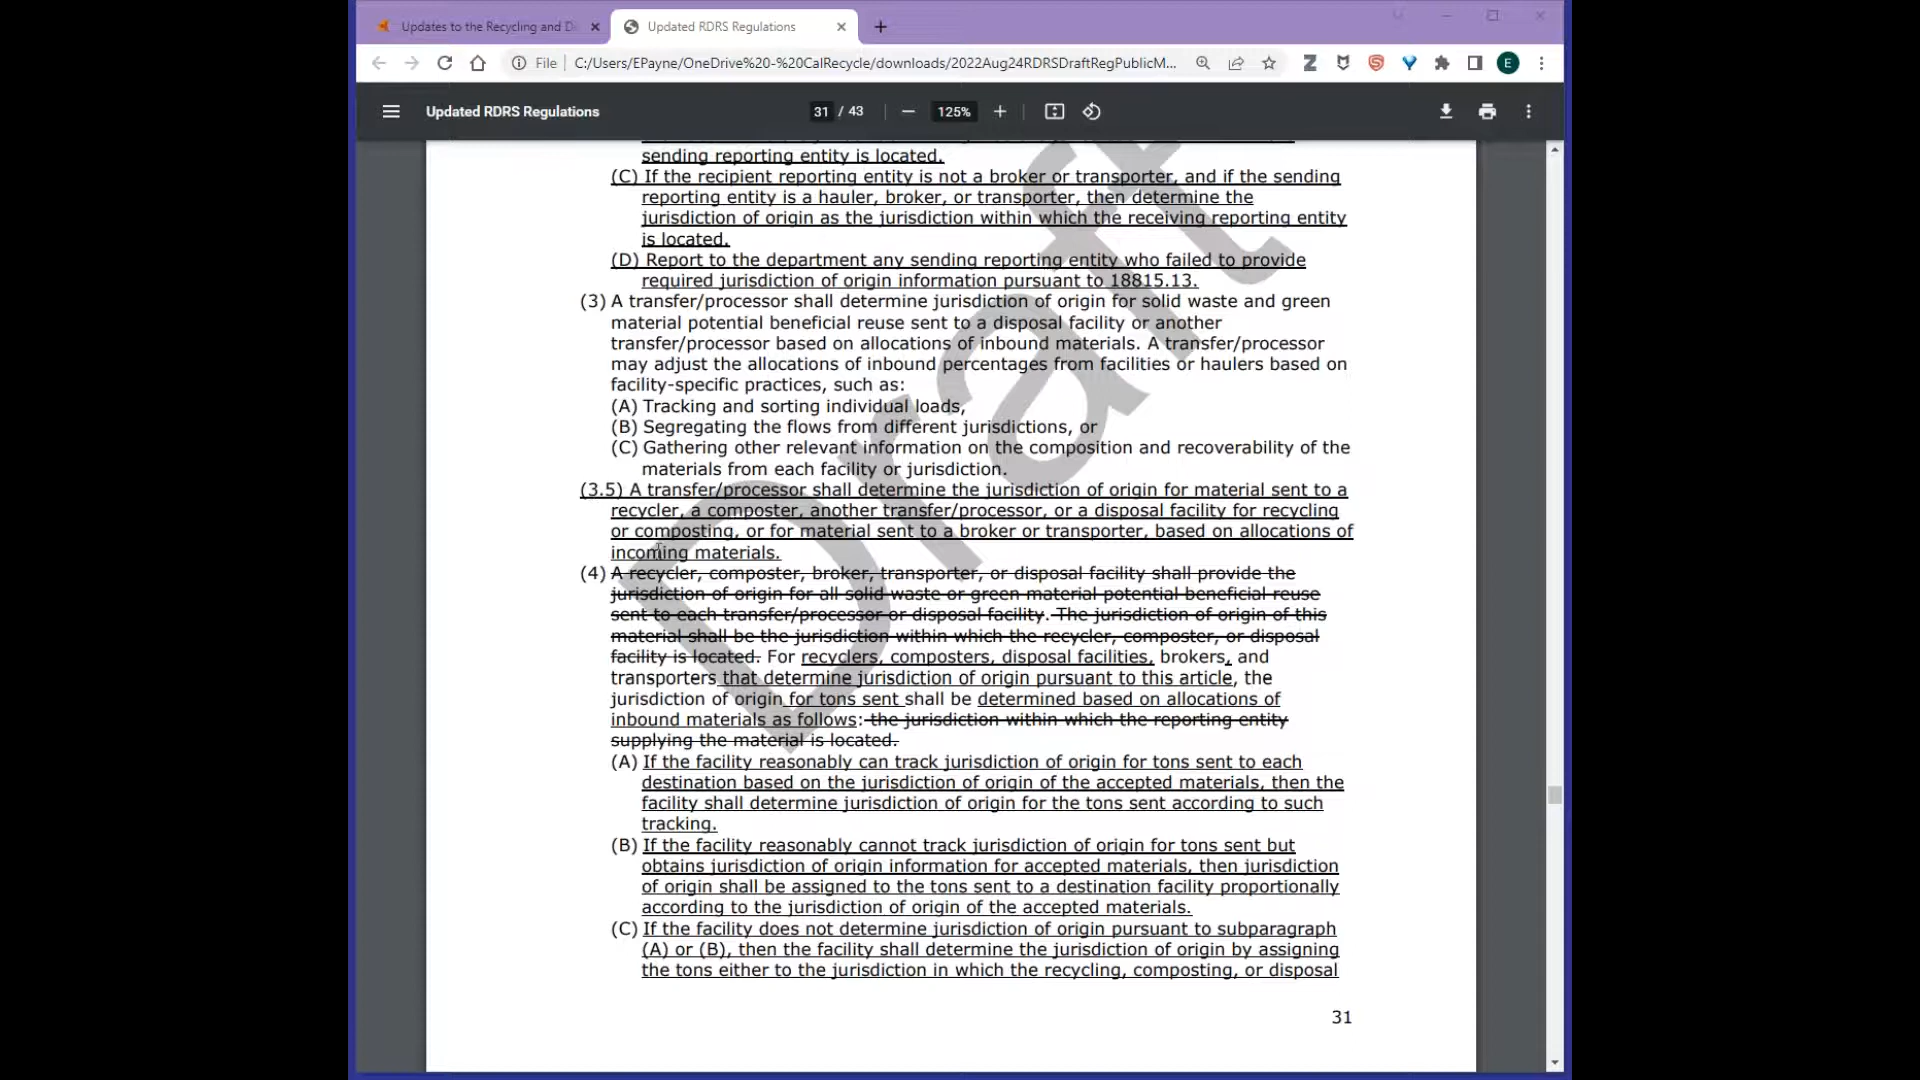 Updates to the Recycling and D
Updated RDRS Regulations
File
C:/Users/EPayne/OneDrive%20-%20CalRecycle/downloads/2022Aug24RDRSDraftRegPublicM...
E
Updated RDRS Regulations
31 / 43
125%
sending reporting entity is located.
(C) If the recipient reporting entity is not a broker or transporter, and if the sending
reporting entity is a hauler, broker, or transporter, then determine the
jurisdiction of origin as the jurisdiction within which the receiving reporting entity
is located.
(D) Report to the department any sending reporting entity who failed to provide
required jurisdiction of origin information pursuant to 18815.13.
(3) A transfer/processor shall determine jurisdiction of origin for solid waste and green
material potential beneficial reuse sent to a disposal facility or another
transfer/processor based on allocations of inbound materials. A transfer/processor
may adjust the allocations of inbound percentages from facilities or haulers based on
facility-specific practices, such as:
(A) Tracking and sorting individual loads,
(B) Segregating the flows from different jurisdictions, or
(C) Gathering other relevant information on the composition and recoverability of the
materials from each facility or jurisdiction.
(3.5) A transfer/processor shall determine the jurisdiction of origin for material sent to a
recycler, a composter, another transfer/processor, or a disposal facility for recycling
or composting, or for material sent to a broker or transporter, based on allocations of
incoming materials.
(4) A recycler, composter, broker, transporter, or disposal facility shall provide the
jurisdiction of origin for all solid waste or green material potential beneficial reuse
sent to each transfer/processor or disposal facility. The jurisdiction of origin of this
material shall be the jurisdiction within which the recycler, composter, or disposal
facility is located. For recyclers, composters, disposal facilities, brokers, and
transporters that determine jurisdiction of origin pursuant to this article, the
jurisdiction of origin for tons sent shall be determined based on allocations of
inbound materials as follows: the jurisdiction within which the reporting entity
supplying the material is located.
(A) If the facility reasonably can track jurisdiction of origin for tons sent to each
destination based on the jurisdiction of origin of the accepted materials, then the
facility shall determine jurisdiction of origin for the tons sent according to such
tracking.
(B) If the facility reasonably cannot track jurisdiction of origin for tons sent but
obtains jurisdiction of origin information for accepted materials, then jurisdiction
of origin shall be assigned to the tons sent to a destination facility proportionally
according to the jurisdiction of origin of the accepted materials.
(C) If the facility does not determine jurisdiction of origin pursuant to subparagraph
(A) or (B), then the facility shall determine the jurisdiction of origin by assigning
the tons either to the jurisdiction in which the recycling, composting, or disposal
31
Draft